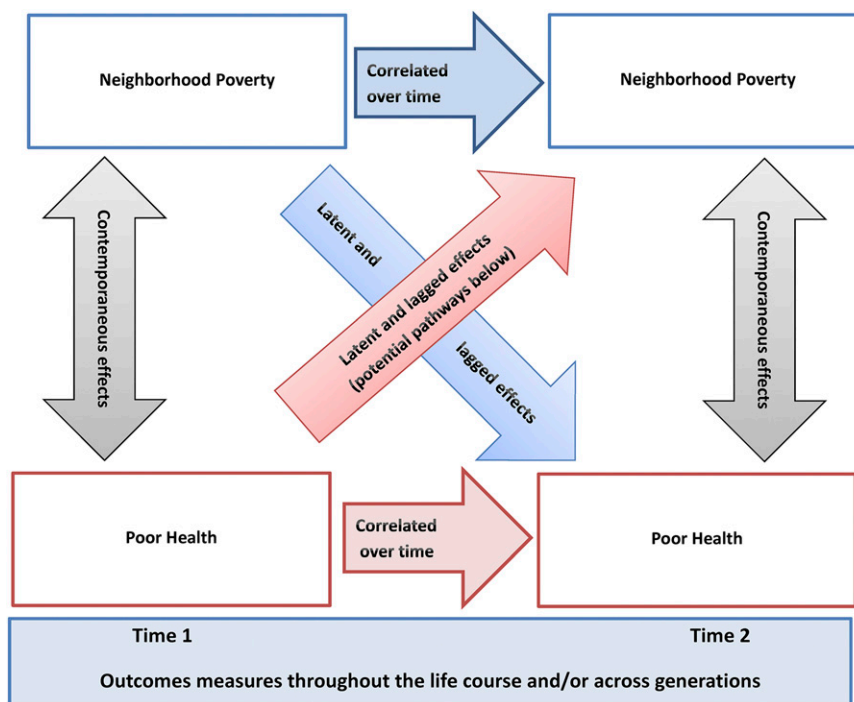 Neighborhood Poverty
Correlated
over time
Neighborhood Poverty
Contemporaneous effects
Latent and
lagged effects
Latent and lagged effects
(potential pathways below)
Contemporaneous effects
Poor Health
Correlated
over time
Poor Health
Time 1
Time 2
Outcomes measures throughout the life course and/or across generations